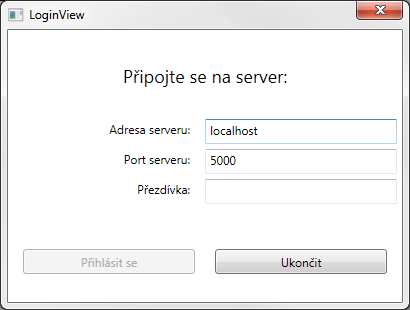 LoginView
Připojte se na server:
Adresa serveru: localhost
Port serveru: 5000
Přezdívka:
Přihlásit se Ukončit